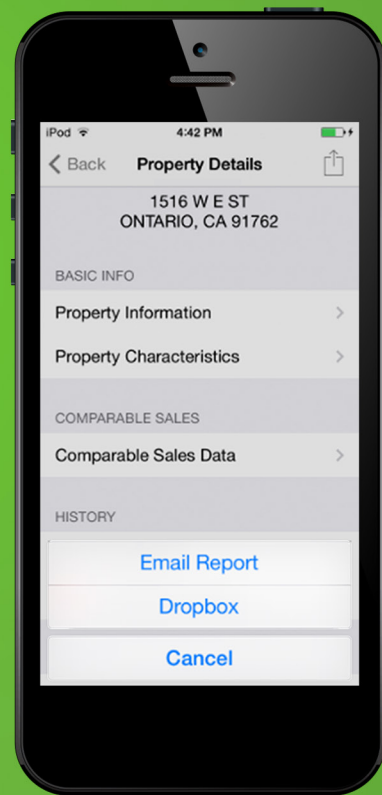 iPod 4:42 PM
Back Property Details
1516 W E ST
ONTARIO, CA 91762
BASIC INFO
Property Information
Property Characteristics
COMPARABLE SALES
Comparable Sales Data
HISTORY
Email Report
Dropbox
Cancel